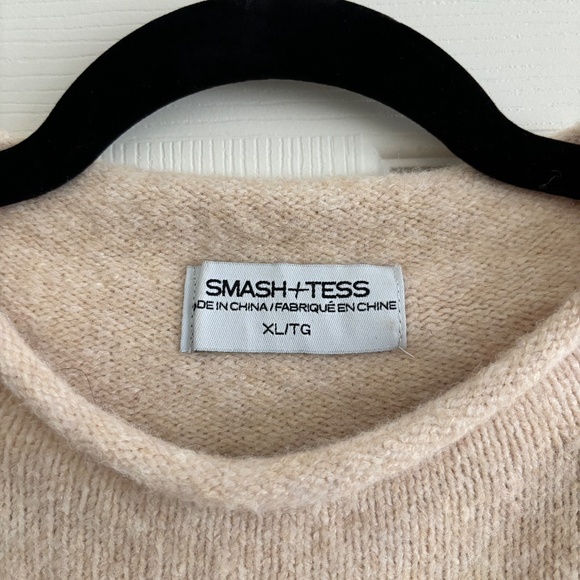 SMASH+TESS
DE IN CHINA / FABRIQUÉ EN CHINE
XL/TG